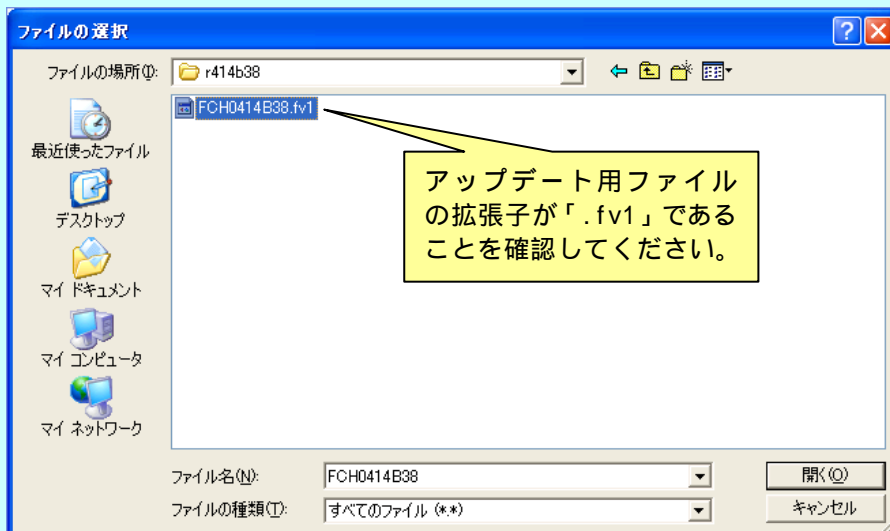 ファイルの選択
ファイルの場所(I):
r414b38
FCH0414B38.fv1
アップデート用ファイル
の拡張子が「.fv1」である
ことを確認してください。
最近使ったファイル
デスクトップ
マイ ドキュメント
マイ コンピュータ
マイ ネットワーク
ファイル名(N):
FCH0414B38
開く(O)
ファイルの種類(T):
すべてのファイル (*.*)
キャンセル